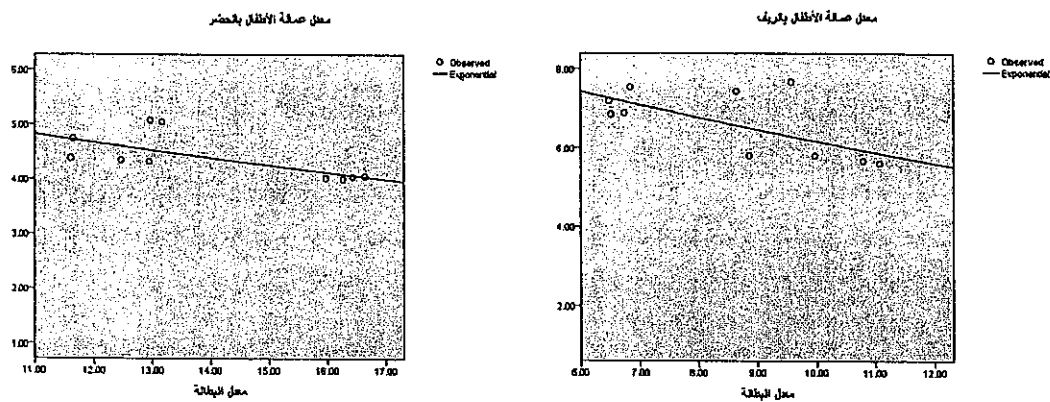 معدل عمالة الأطفال بالحضر
○ Observed
— Exponential
6.00
5.00
4.00
3.00
2.00
1.00
11.00 12.00 13.00 14.00 15.00 16.00 17.00
معدل البطالة
معدل عمالة الأطفال بالريف
○ Observed
— Exponential
8.00
6.00
4.00
2.00
6.00 8.00 9.00 10.00 11.00 12.00
معدل البطالة